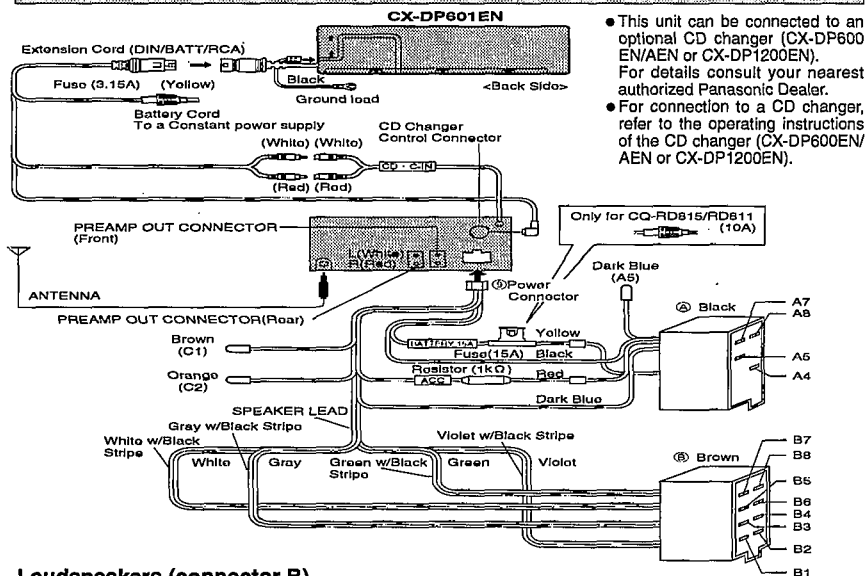 CX-DP601EN
Extension Cord (DIN/BATT/RCA)
Fuse (3.15A) (Yellow)
Black
Ground lead
<Back Side>
Battery Cord
To a Constant power supply
(White) (White)
(Red) (Red)
CD Changer
Control Connector
CD · C-IN
● This unit can be connected to an
optional CD changer (CX-DP600
EN/AEN or CX-DP1200EN).
For details consult your nearest
authorized Panasonic Dealer.
● For connection to a CD changer,
refer to the operating instructions
of the CD changer (CX-DP600EN/
AEN or CX-DP1200EN).
PREAMP OUT CONNECTOR
(Front)
L(White)
R(Red)
Only for CQ-RD815/RD811
(10A)
ANTENNA
PREAMP OUT CONNECTOR(Rear)
⑤Power
Connector
Dark Blue
(A5)
Ⓐ Black
A7
A8
A5
A4
Brown
(C1)
Orange
(C2)
BATTERY 15A
Yellow
Fuse(15A) Black
Resistor (1kΩ)
ACC
Red
Dark Blue
SPEAKER LEAD
Gray w/Black Stripe
White w/Black
Stripe
White
Gray
Green w/Black
Stripe
Green
Violet w/Black Stripe
Violet
Ⓑ Brown
B7
B8
B5
B6
B4
B3
B2
B1
Loudspeakers (connector B)